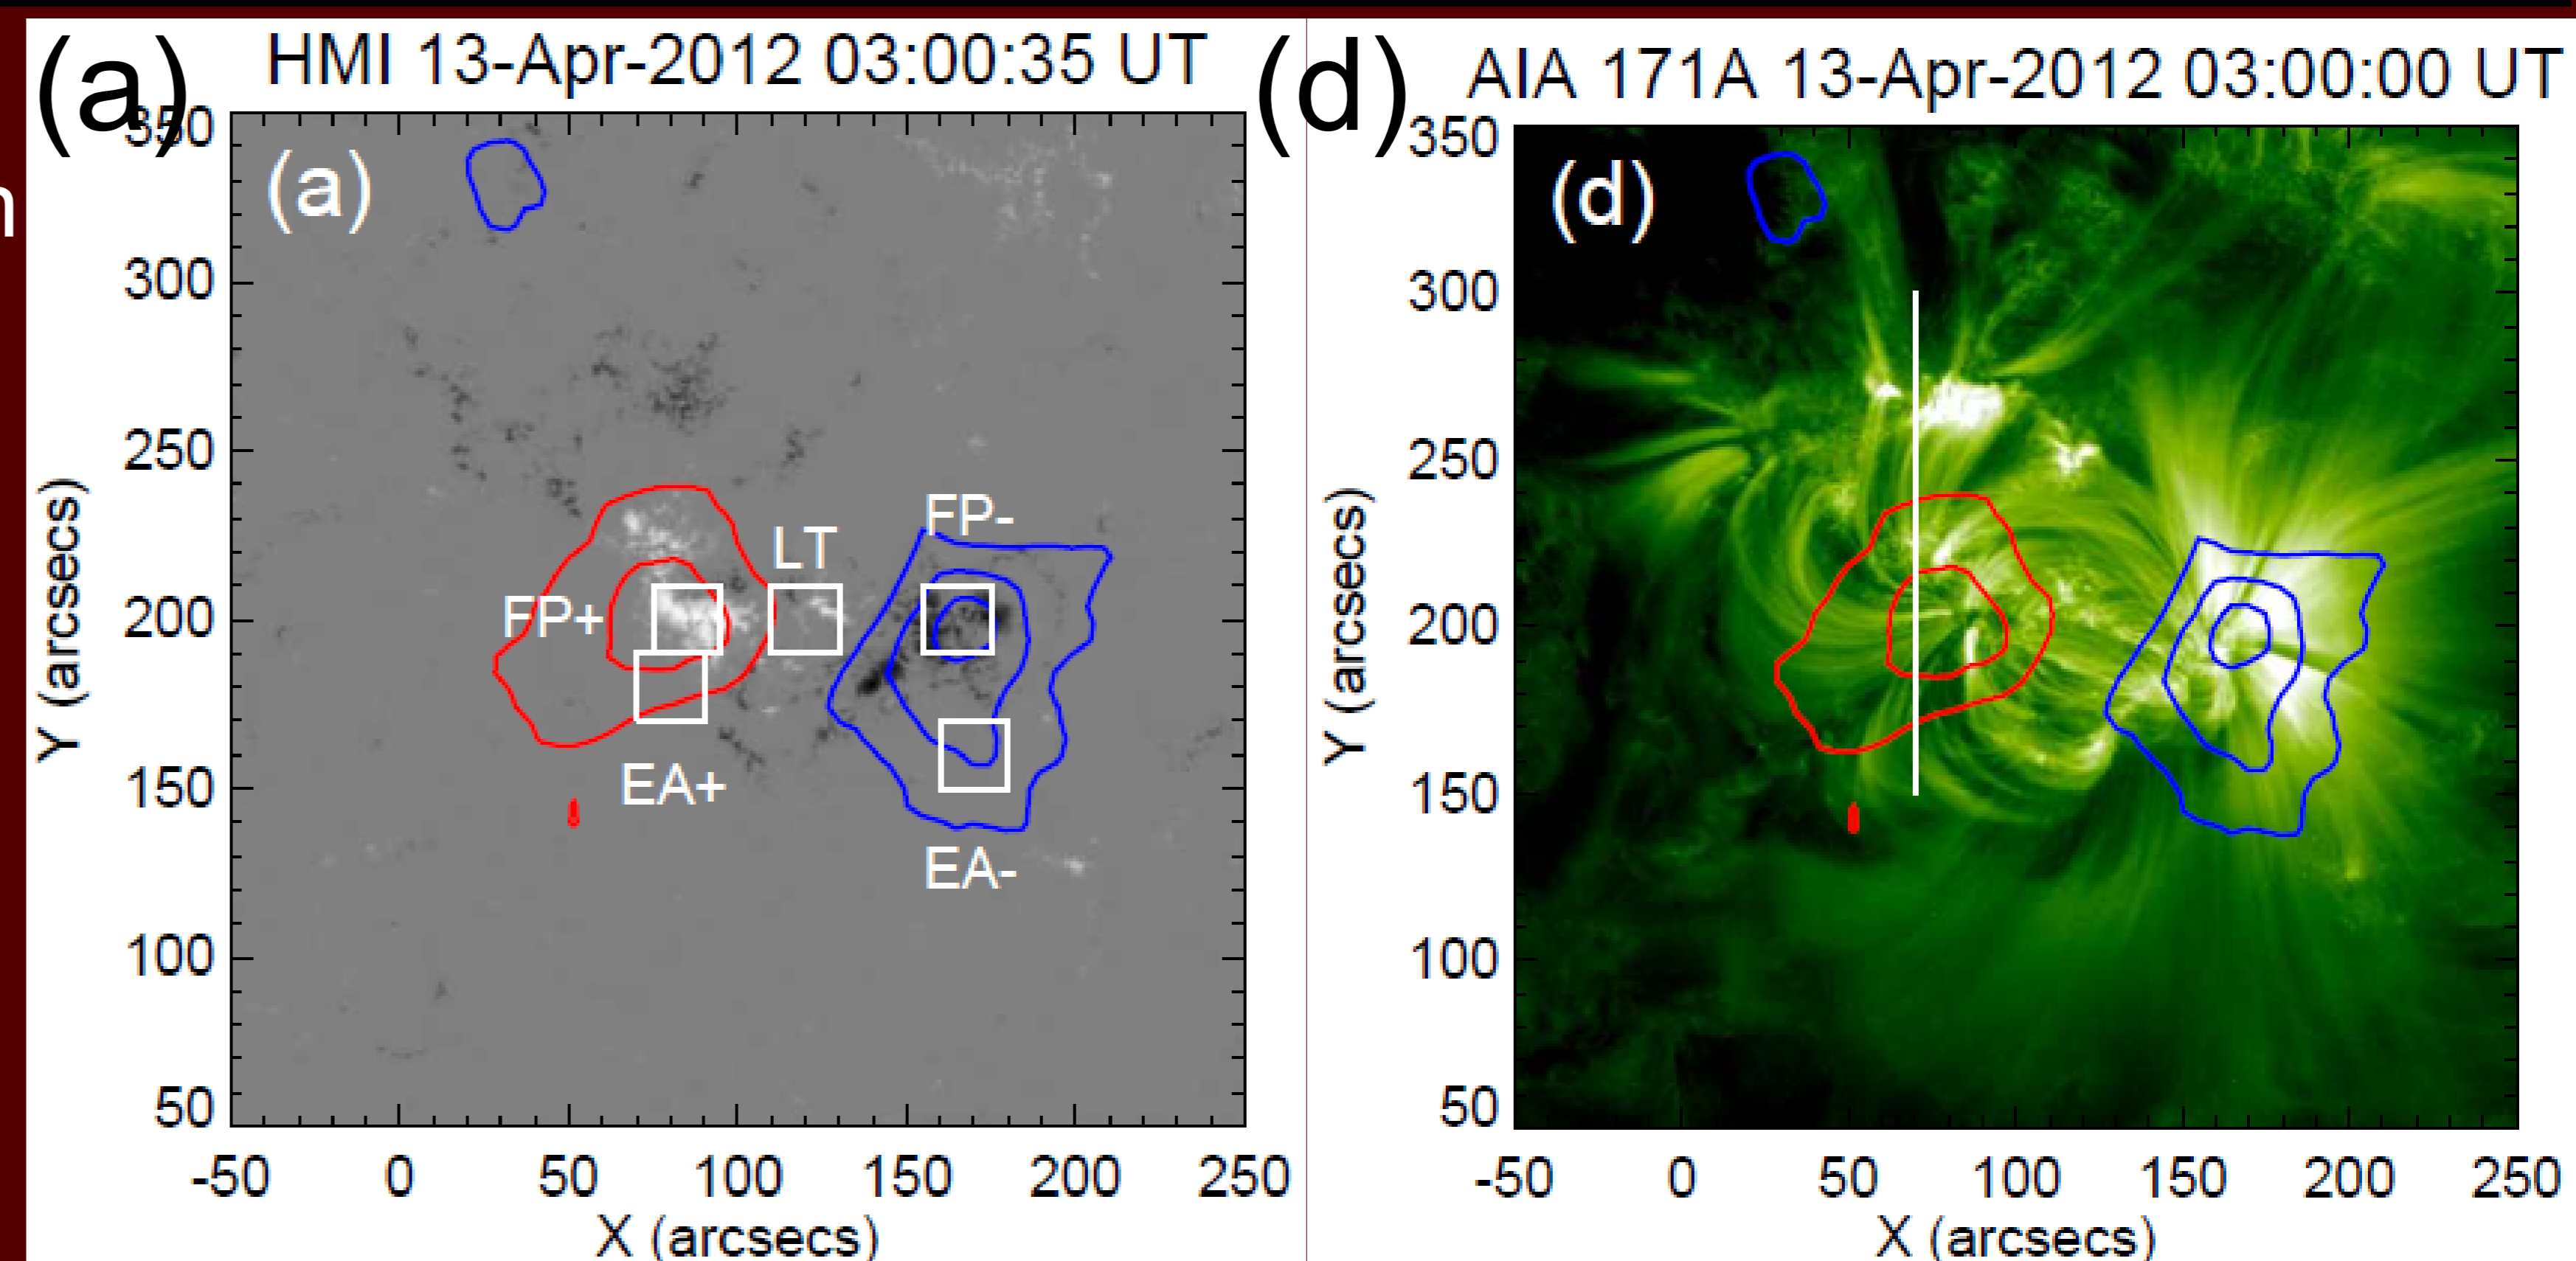 (a) HMI 13-Apr-2012 03:00:35 UT
(a)
350
300
250
200
150
100
50
Y (arcsecs)
FP+
EA+
LT
FP-
EA-
-50 0 50 100 150 200 250
X (arcsecs)
(d) AIA 171A 13-Apr-2012 03:00:00 UT
(d)
350
300
250
200
150
100
50
Y (arcsecs)
-50 0 50 100 150 200 250
X (arcsecs)